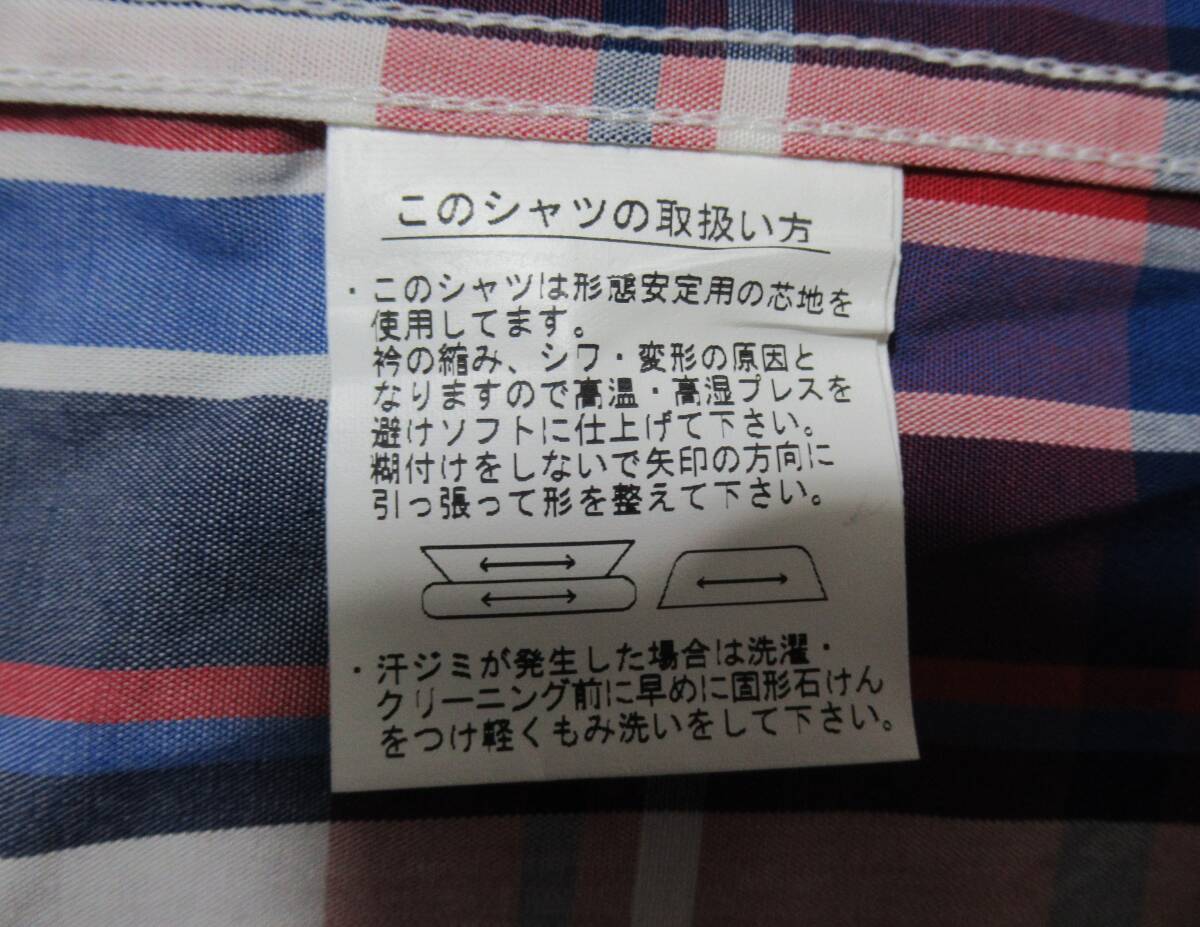 このシャツの取扱い方
・このシャツは形態安定用の芯地を
使用してます。
衿の縮み、シワ・変形の原因と
なりますので高温・高湿プレスを
避けソフトに仕上げて下さい。
糊付けをしないで矢印の方向に
引っ張って形を整えて下さい。
・汗ジミが発生した場合は洗濯・
クリーニング前に早めに固形石けん
をつけ軽くもみ洗いをして下さい。